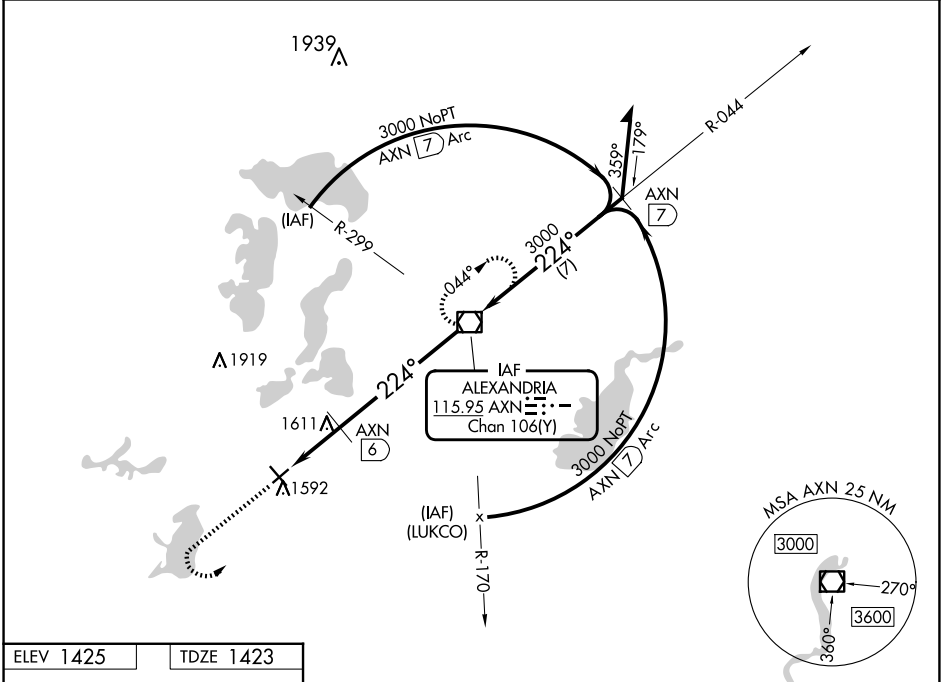 1939
3000 NoPT
AXN 7 Arc
R-044
359°
179°
AXN
7
(IAF)
R-299
3000
224°
(7)
044°
1919
224°
IAF
ALEXANDRIA
115.95 AXN
Chan 106(Y)
1611
AXN
6
1592
3000 NoPT
AXN 7 Arc
(IAF)
(LUKCO)
R-170
MSA AXN 25 NM
3000
270°
3600
360°
ELEV 1425
TDZE 1423